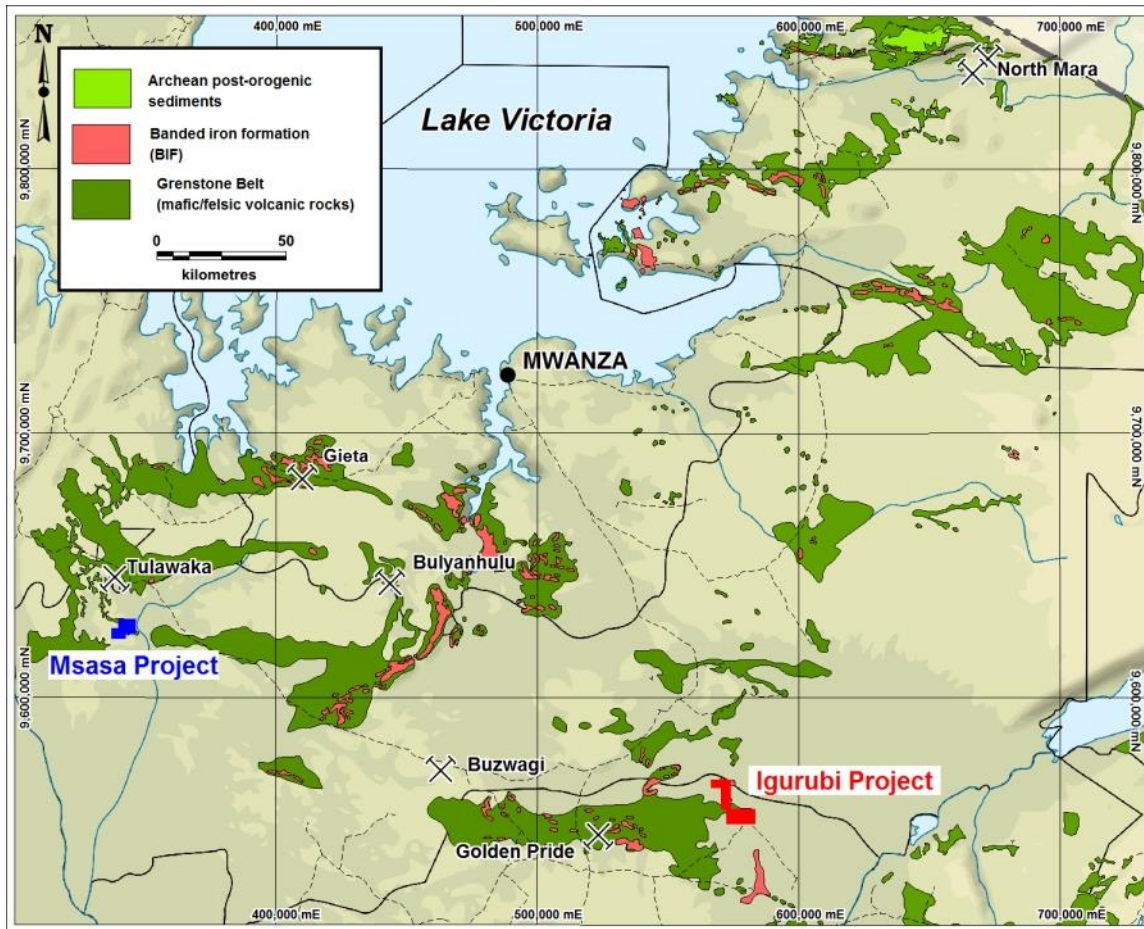 400,000 mE
600,000 mE
700,000 mE
N
Archean post-orogenic
sediments
Banded iron formation
(BIF)
Grenstone Belt
(mafic/felsic volcanic rocks)
0
50
kilometres
Lake Victoria
North Mara
9,800,000 mN
9,800,000 mN
MWANZA
9,700,000 mN
9,700,000 mN
Gieta
Bulyanhulu
Tulawaka
Msasa Project
9,600,000 mN
9,600,000 mN
Buzwagi
Igurubi Project
Golden Pride
400,000 mE
500,000 mE
600,000 mE
700,000 mE